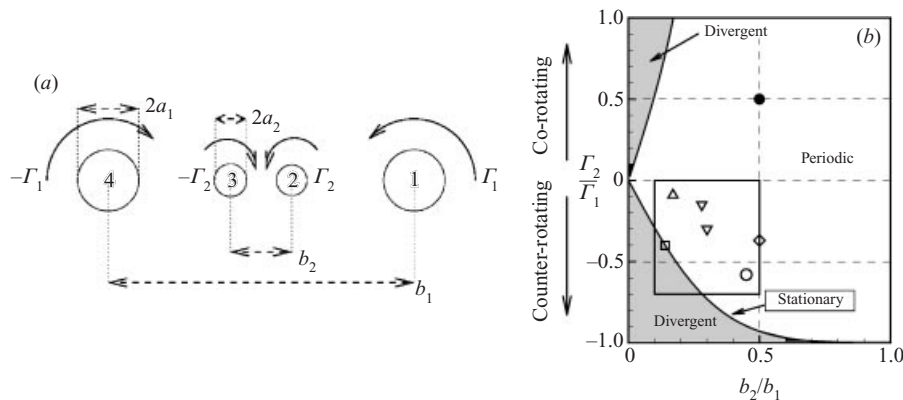 (a)
2a₁
2a₂
−Γ₁
4
−Γ₂
3
2
Γ₂
1
Γ₁
b₂
b₁
(b)
Co-rotating
Counter-rotating
Γ₂
Γ₁
1.0
0.5
0
−0.5
−1.0
Divergent
Periodic
Stationary
Divergent
0
0.5
1.0
b₂/b₁